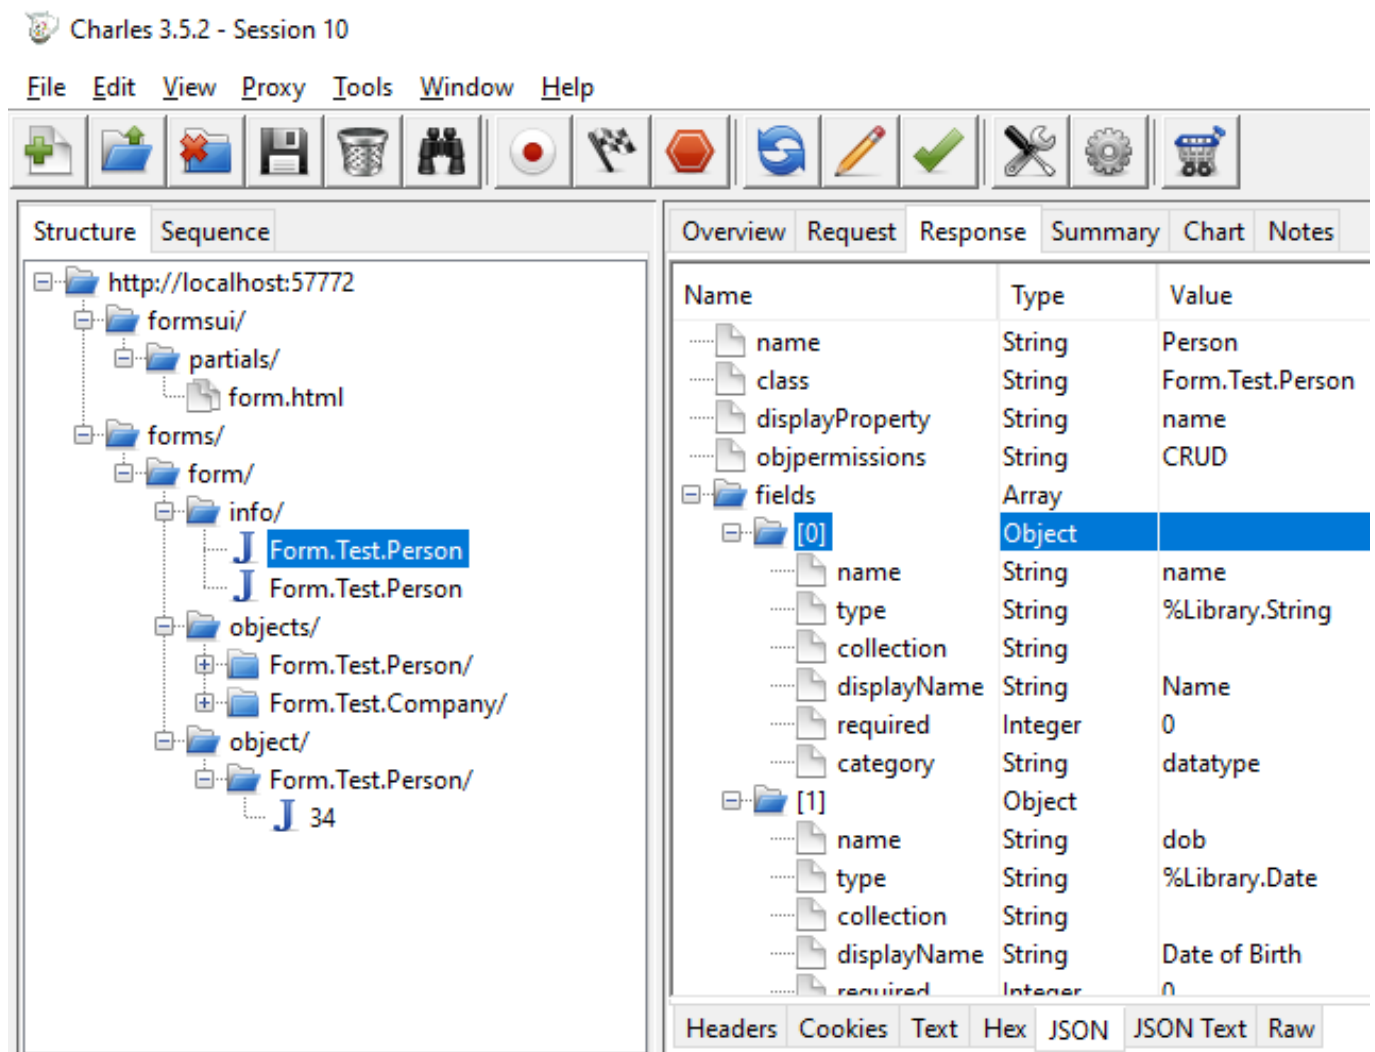 Charles 3.5.2 - Session 10
File Edit View Proxy Tools Window Help
Structure Sequence
http://localhost:57772
formsui/
partials/
form.html
forms/
form/
info/
J Form.Test.Person
J Form.Test.Person
objects/
Form.Test.Person/
Form.Test.Company/
object/
Form.Test.Person/
J 34
Overview Request Response Summary Chart Notes
Name Type Value
name String Person
class String Form.Test.Person
displayProperty String name
objpermissions String CRUD
fields Array
[0] Object
name String name
type String %Library.String
collection String
displayName String Name
required Integer 0
category String datatype
[1] Object
name String dob
type String %Library.Date
collection String
displayName String Date of Birth
required Integer 0
Headers Cookies Text Hex JSON JSON Text Raw